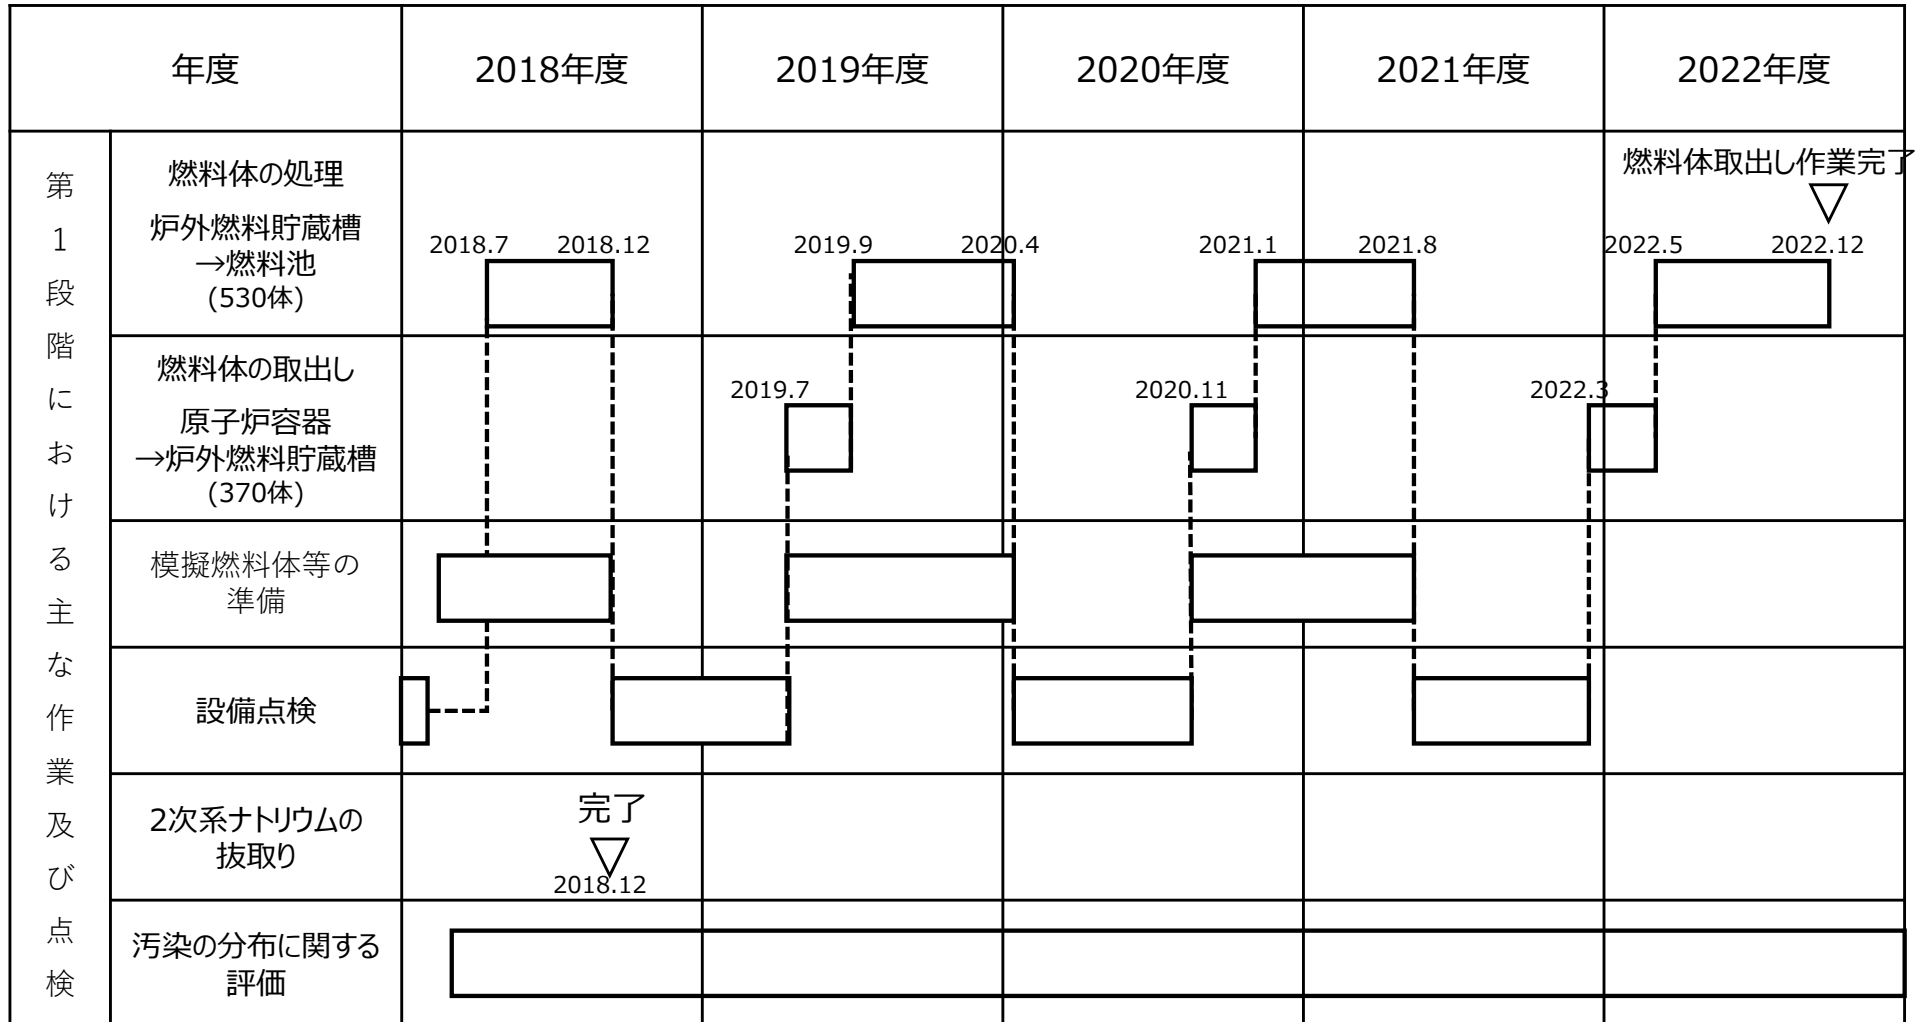 年度
2018年度
2019年度
2020年度
2021年度
2022年度
第1段階における主な作業及び点検
燃料体の処理
炉外燃料貯蔵槽
→燃料池
(530体)
2018.7
2018.12
2019.9
2020.4
2021.1
2021.8
2022.5
2022.12
燃料体取出し作業完了
燃料体の取出し
原子炉容器
→炉外燃料貯蔵槽
(370体)
2019.7
2020.11
2022.3
模擬燃料体等の
準備
設備点検
2次系ナトリウムの
抜取り
完了
2018.12
汚染の分布に関する
評価